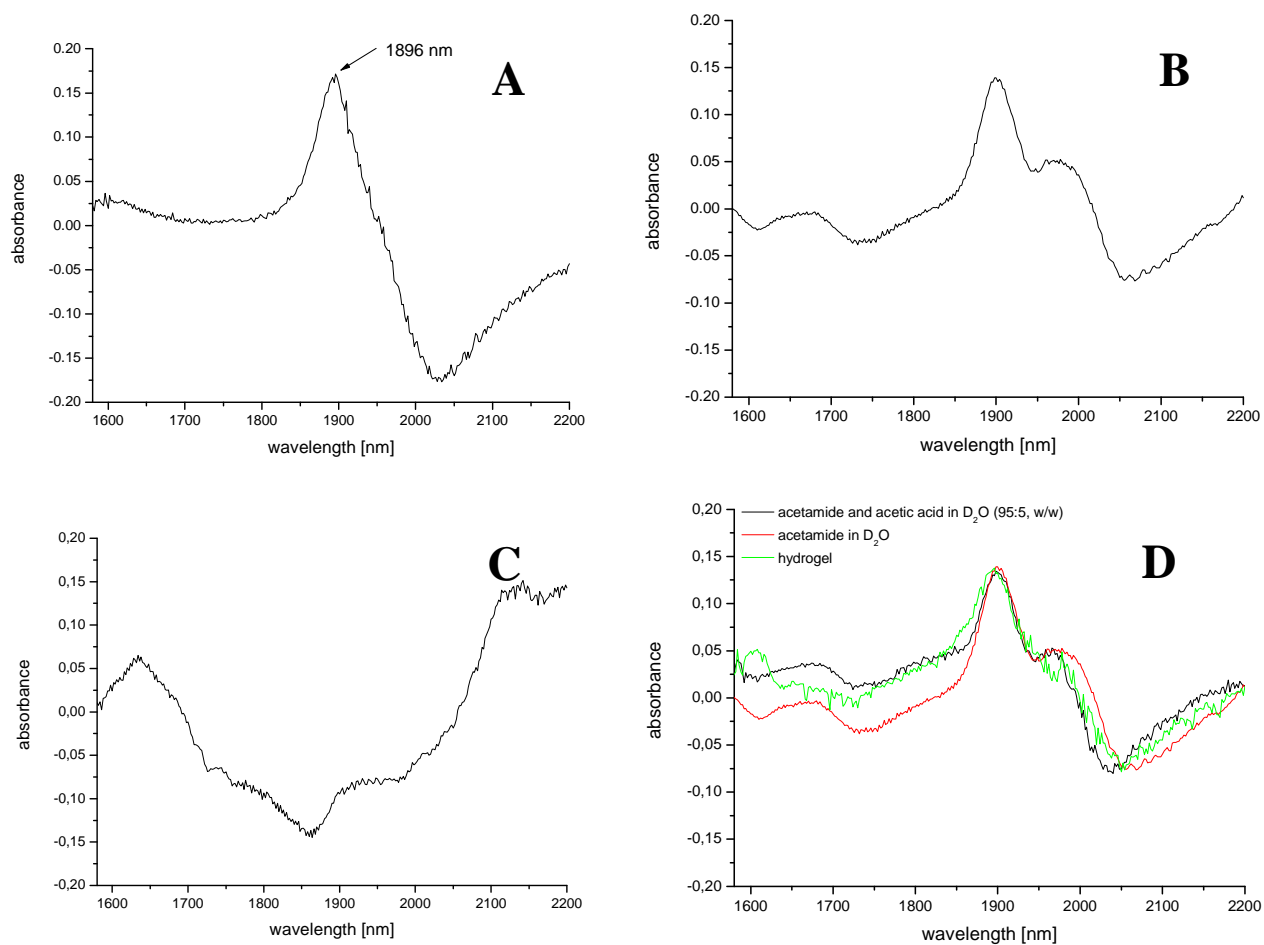 A
1896 nm
0.20
0.15
0.10
0.05
0.00
-0.05
-0.10
-0.15
-0.20
absorbance
1600 1700 1800 1900 2000 2100 2200
wavelength [nm]
B
0.20
0.15
0.10
0.05
0.00
-0.05
-0.10
-0.15
-0.20
absorbance
1600 1700 1800 1900 2000 2100 2200
wavelength [nm]
C
0,20
0,15
0,10
0,05
0,00
-0,05
-0,10
-0,15
-0,20
absorbance
1600 1700 1800 1900 2000 2100 2200
wavelength [nm]
D
acetamide and acetic acid in D₂O (95:5, w/w)
acetamide in D₂O
hydrogel
0,20
0,15
0,10
0,05
0,00
-0,05
-0,10
-0,15
-0,20
absorbance
1600 1700 1800 1900 2000 2100 2200
wavelength [nm]